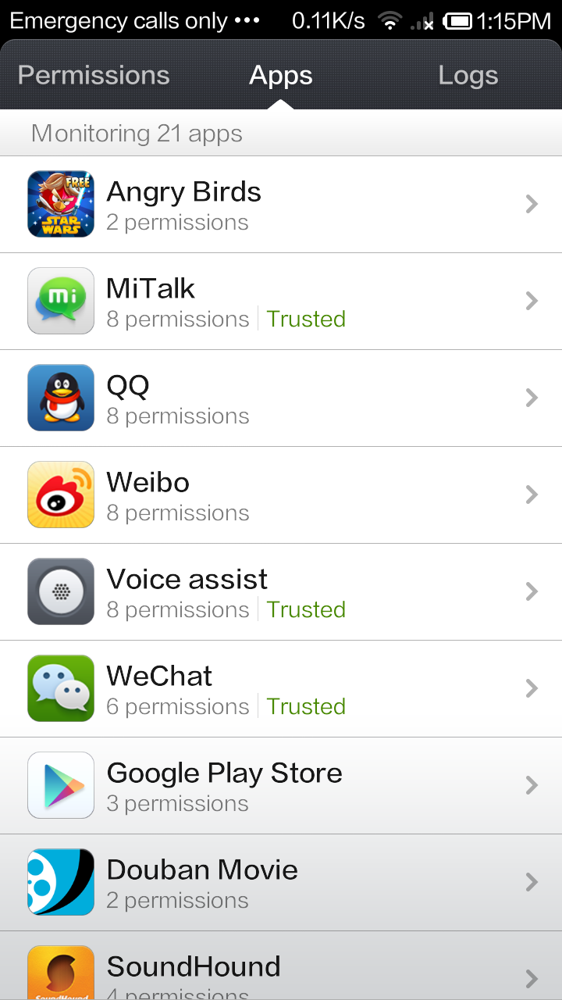 Emergency calls only ••• 0.11K/s 1:15PM
Permissions Apps Logs
Monitoring 21 apps
FREE
STAR
WARS
Angry Birds
2 permissions
mi
MiTalk
8 permissions Trusted
QQ
8 permissions
Weibo
8 permissions
Voice assist
8 permissions Trusted
WeChat
6 permissions Trusted
Google Play Store
3 permissions
Douban Movie
2 permissions
SoundHound
SoundHound
4 permissions